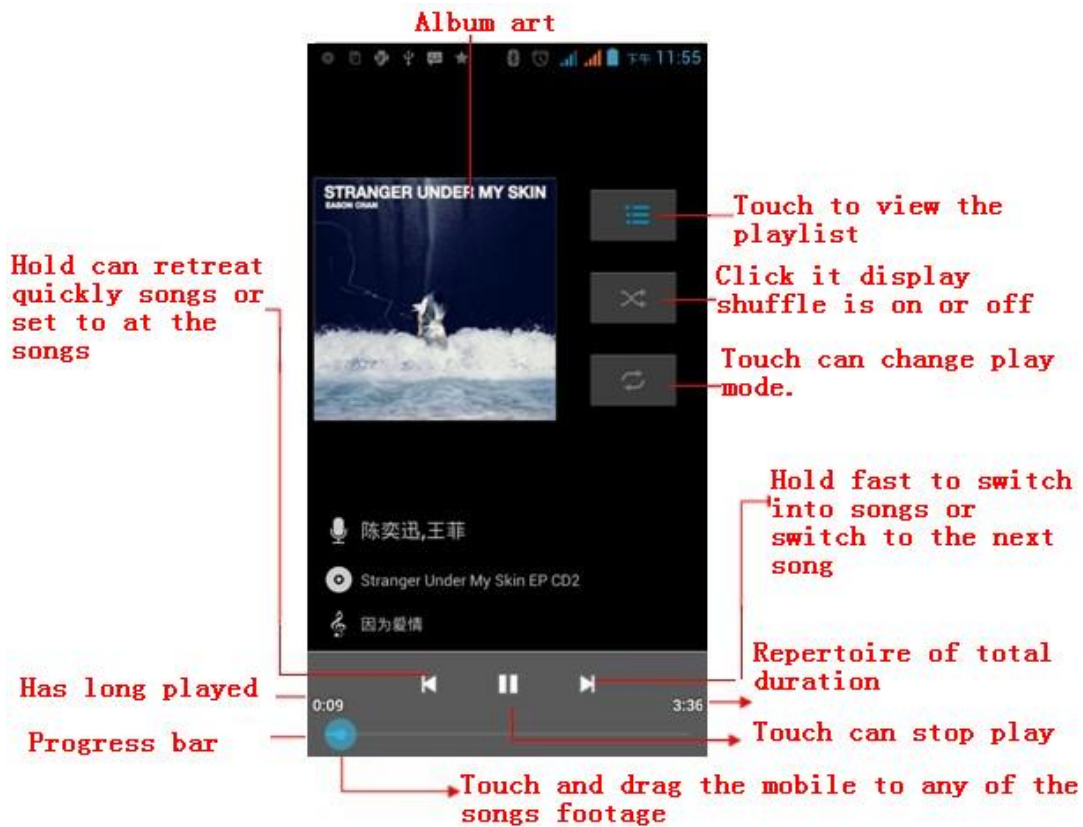 Album art
下午 11:55
STRANGER UNDER MY SKIN
EASON CHAN
Touch to view the
playlist
Hold can retreat
quickly songs or
set to at the
songs
Click it display
shuffle is on or off
Touch can change play
mode.
Hold fast to switch
into songs or
switch to the next
song
陈奕迅,王菲
Stranger Under My Skin EP CD2
因为爱情
Repertoire of total
duration
Has long played
0:09
3:36
Touch can stop play
Progress bar
Touch and drag the mobile to any of the
songs footage